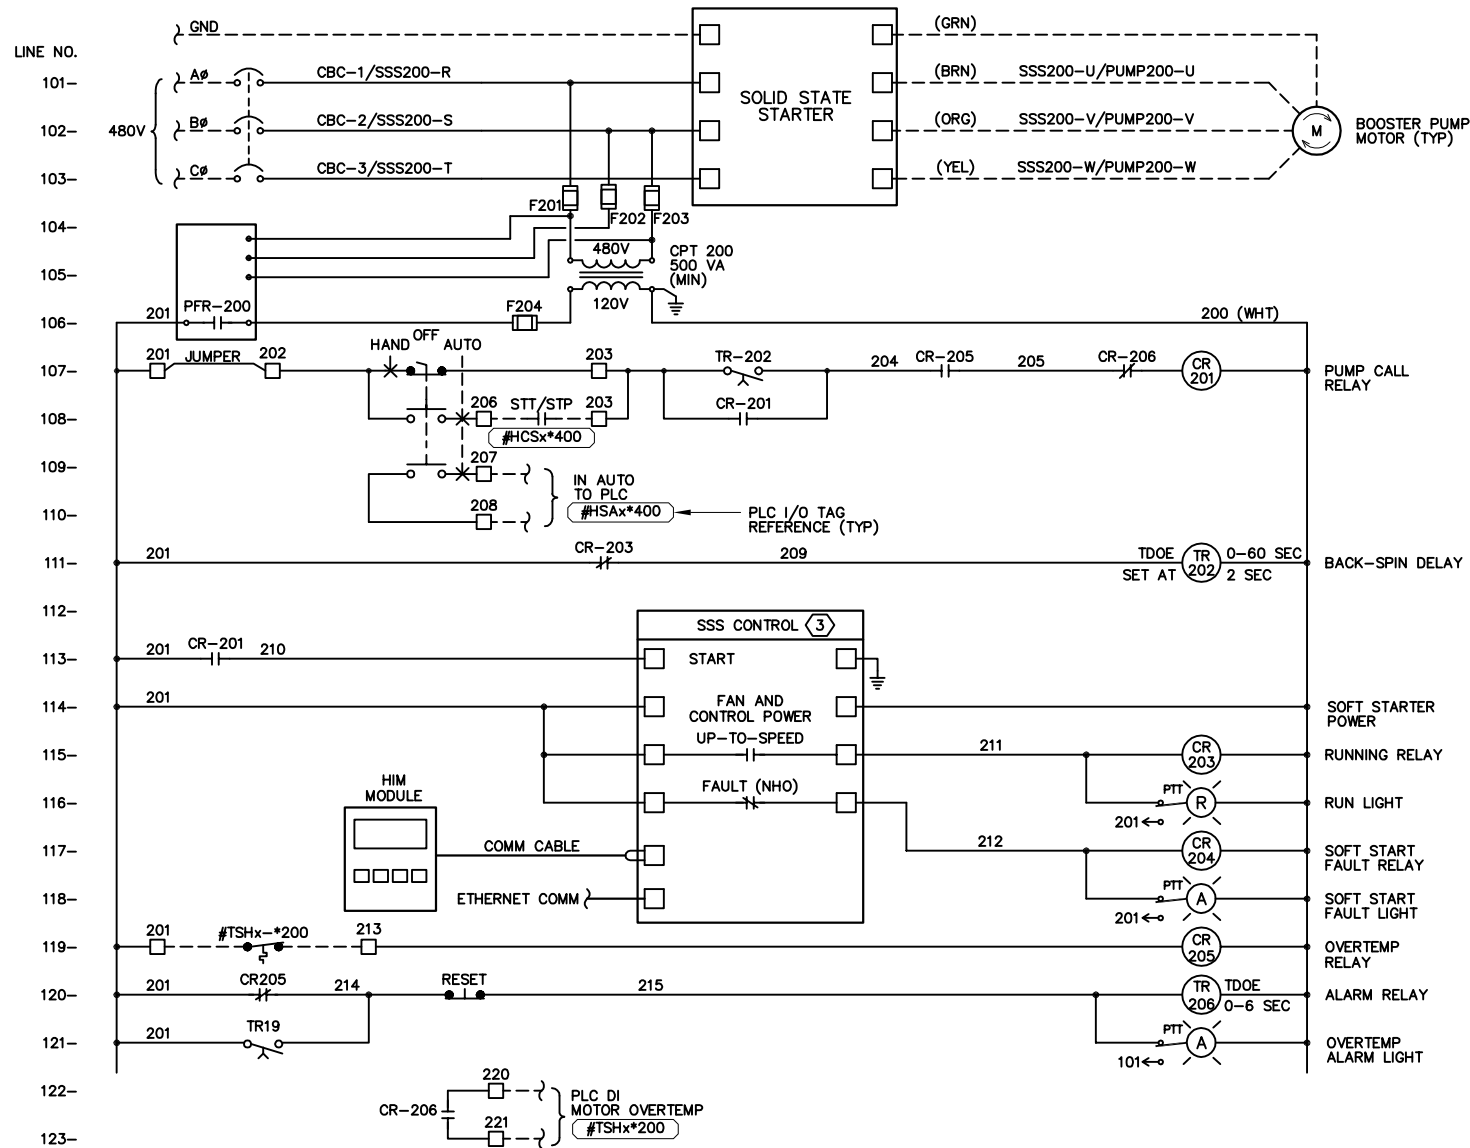 GND
(GRN)
LINE NO.
101–
AØ
CBC–1/SSS200–R
(BRN)
SSS200–U/PUMP200–U
SOLID STATE
STARTER
480V
102–
BØ
CBC–2/SSS200–S
(ORG)
SSS200–V/PUMP200–V
M
BOOSTER PUMP
MOTOR (TYP)
103–
CØ
CBC–3/SSS200–T
(YEL)
SSS200–W/PUMP200–W
F201
F202
F203
104–
480V
CPT 200
500 VA
(MIN)
105–
120V
201
PFR–200
F204
200 (WHT)
106–
HAND
OFF
AUTO
201
JUMPER
202
203
TR–202
204
CR–205
205
CR–206
107–
CR
201
PUMP CALL
RELAY
206
STT/STP
203
CR–201
108–
#HCSx*400
207
109–
IN AUTO
TO PLC
#HSAx*400
208
110–
PLC I/O TAG
REFERENCE (TYP)
201
CR–203
209
TDOE
SET AT
TR
202
0–60 SEC
2 SEC
111–
BACK–SPIN DELAY
112–
SSS CONTROL
3
201
CR–201
210
113–
START
201
114–
FAN AND
CONTROL POWER
SOFT STARTER
POWER
UP–TO–SPEED
211
115–
CR
203
RUNNING RELAY
HIM
MODULE
FAULT (NHO)
116–
PTT
201
R
RUN LIGHT
COMM CABLE
212
117–
CR
204
SOFT START
FAULT RELAY
ETHERNET COMM
118–
PTT
201
A
SOFT START
FAULT LIGHT
201
#TSHx–*200
213
119–
CR
205
OVERTEMP
RELAY
201
CR205
214
RESET
215
120–
TR
206
TDOE
0–6 SEC
ALARM RELAY
201
TR19
121–
PTT
101
A
OVERTEMP
ALARM LIGHT
122–
220
CR–206
221
PLC DI
MOTOR OVERTEMP
#TSHx*200
123–